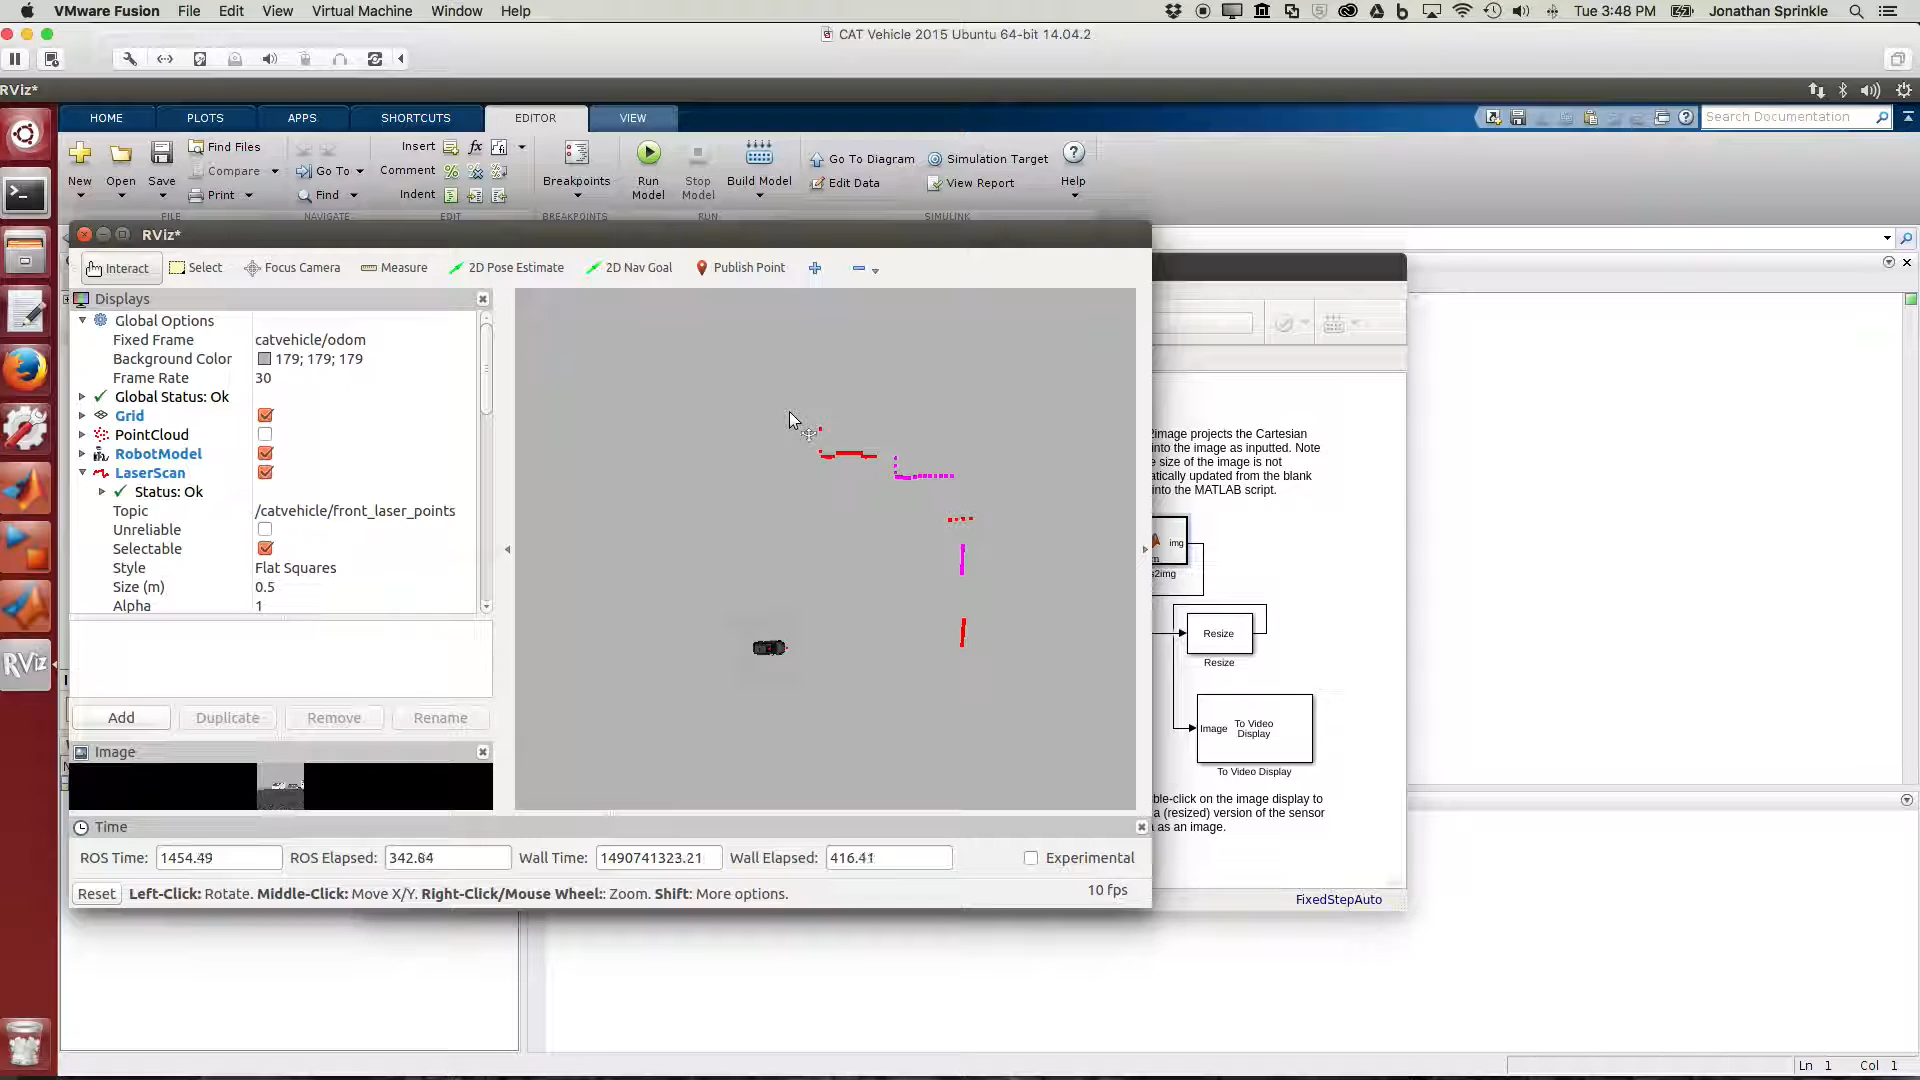 VMware Fusion File Edit View Virtual Machine Window Help Tue 3:48 PM Jonathan Sprinkle
CAT Vehicle 2015 Ubuntu 64-bit 14.04.2
RViz*
HOME PLOTS APPS SHORTCUTS EDITOR VIEW Search Documentation
Find Files Insert fx
Go To Diagram Simulation Target
Compare Go To Comment
New Open Save Breakpoints Run Model Stop Model Build Model Help
Edit Data View Report
Print Find Indent
FILE NAVIGATE EDIT BREAKPOINTS RUN SIMULINK
RViz*
Interact Select Focus Camera Measure 2D Pose Estimate 2D Nav Goal Publish Point
Displays
Global Options
Fixed Frame catvehicle/odom
Background Color 179; 179; 179
Frame Rate 30
Global Status: Ok
Grid
PointCloud
RobotModel
LaserScan
Status: Ok
Topic /catvehicle/front_laser_points
Unreliable
Selectable
Style Flat Squares
Size (m) 0.5
Alpha 1
Add Duplicate Remove Rename
Image
Time
ROS Time: 1454.49 ROS Elapsed: 342.84 Wall Time: 1490741323.21 Wall Elapsed: 416.41 Experimental
Reset Left-Click: Rotate. Middle-Click: Move X/Y. Right-Click/Mouse Wheel:: Zoom. Shift: More options. 10 fps
2image projects the Cartesian
into the image as inputted. Note
e size of the image is not
atically updated from the blank
into the MATLAB script.
img
s2img
Resize
Resize
Image To Video Display
To Video Display
ble-click on the image display to
a (resized) version of the sensor
as an image.
FixedStepAuto
RViz
Ln 1 Col 1